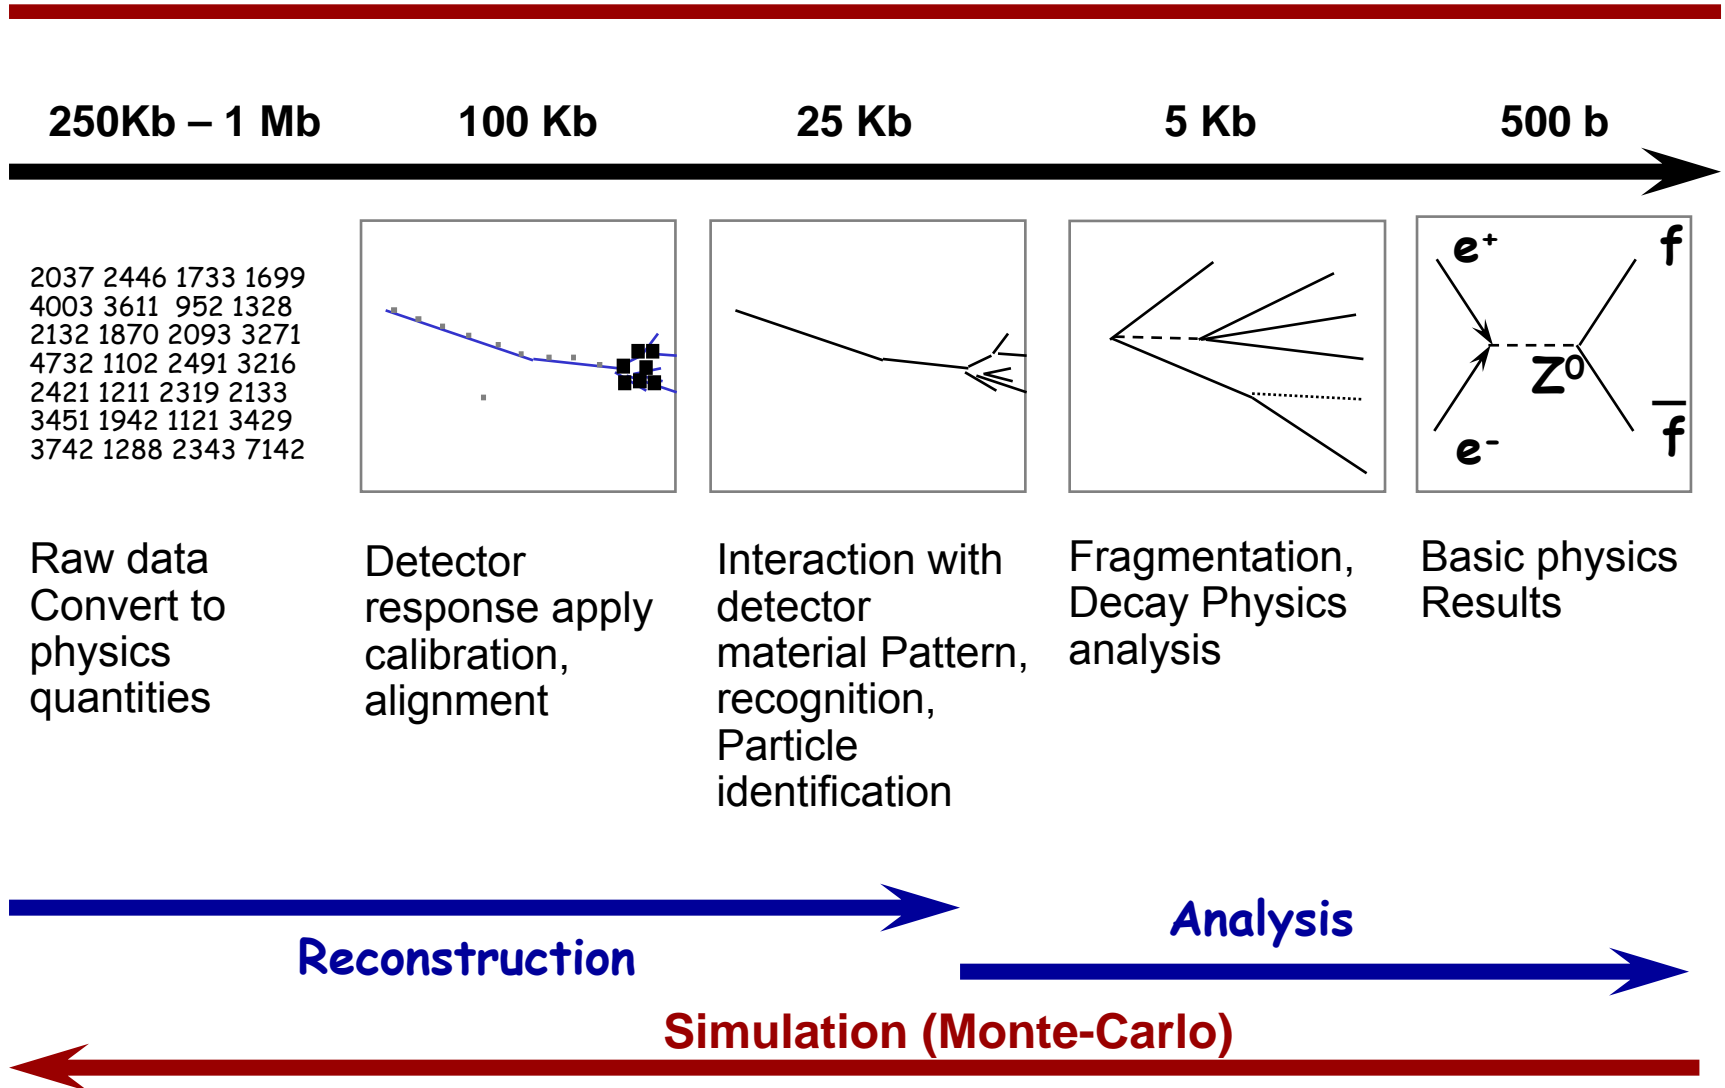 250Kb – 1 Mb
100 Kb
25 Kb
5 Kb
500 b
2037 2446 1733 1699
4003 3611 952 1328
2132 1870 2093 3271
4732 1102 2491 3216
2421 1211 2319 2133
3451 1942 1121 3429
3742 1288 2343 7142
e+
f
Z0
e-
f̅
Raw data
Convert to
physics
quantities
Detector
response apply
calibration,
alignment
Interaction with
detector
material Pattern,
recognition,
Particle
identification
Fragmentation,
Decay Physics
analysis
Basic physics
Results
Reconstruction
Analysis
Simulation (Monte-Carlo)